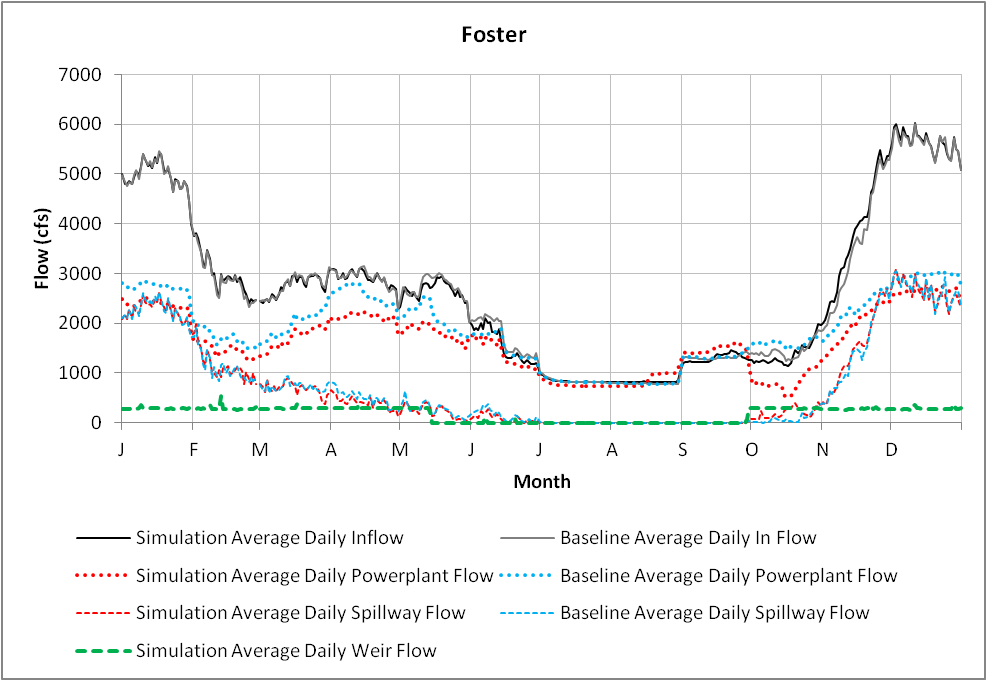 Foster
7000
6000
5000
4000
3000
2000
1000
0
Flow (cfs)
J F M A M J J A S O N D
Month
Simulation Average Daily Inflow
Baseline Average Daily In Flow
Simulation Average Daily Powerplant Flow
Baseline Average Daily Powerplant Flow
Simulation Average Daily Spillway Flow
Baseline Average Daily Spillway Flow
Simulation Average Daily Weir Flow